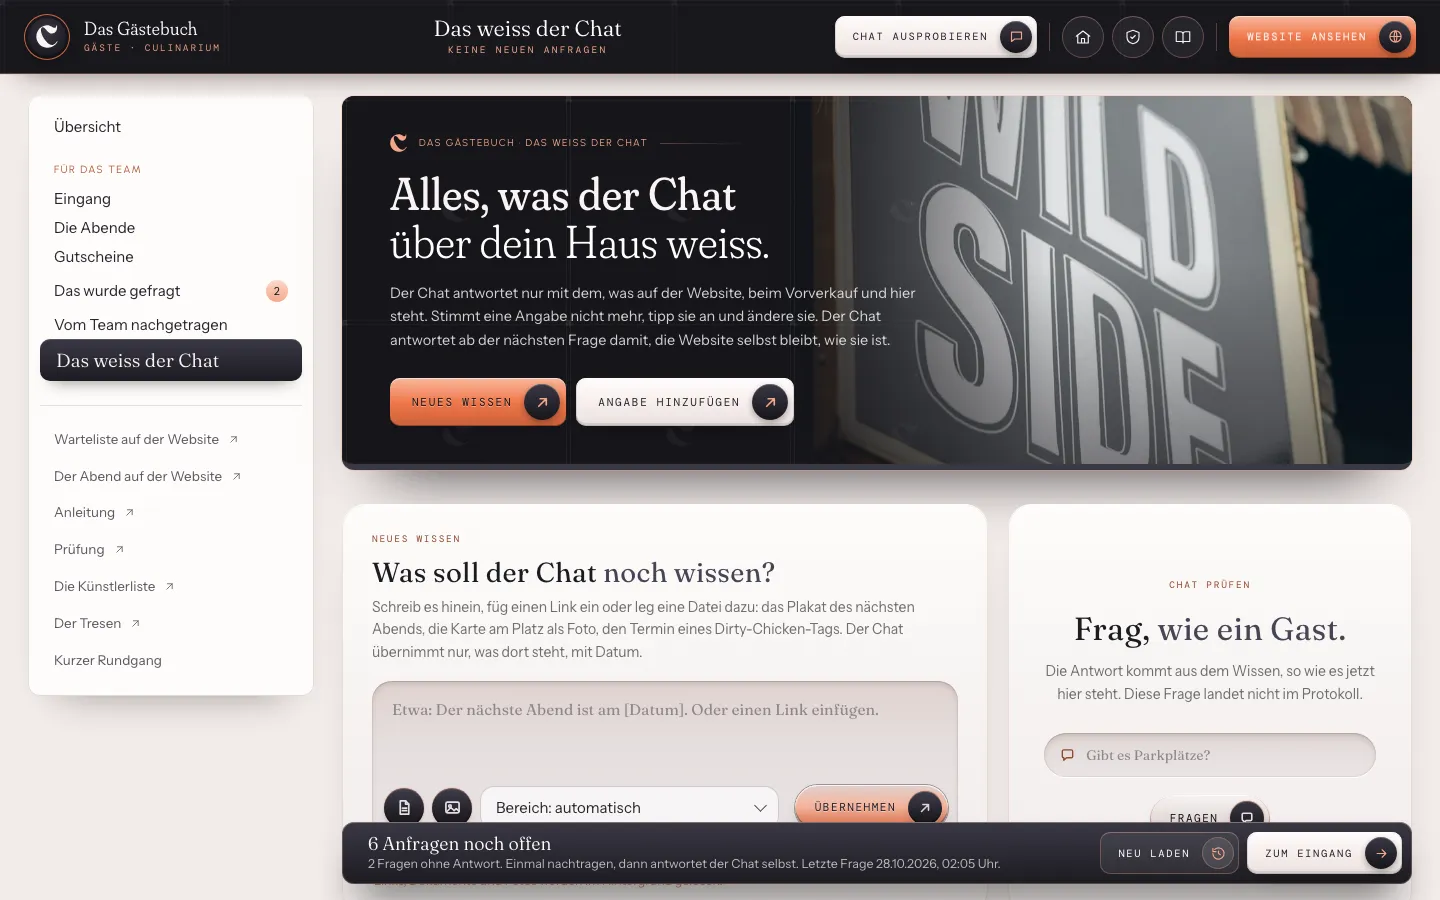 Das Gästebuch
GÄSTE · CULINARIUM
Das weiss der Chat
KEINE NEUEN ANFRAGEN
CHAT AUSPROBIEREN
WEBSITE ANSEHEN
Übersicht
FÜR DAS TEAM
Eingang
Die Abende
Gutscheine
Das wurde gefragt 2
Vom Team nachgetragen
Das weiss der Chat
Warteliste auf der Website
Der Abend auf der Website
Anleitung
Prüfung
Die Künstlerliste
Der Tresen
Kurzer Rundgang
DAS GÄSTEBUCH · DAS WEISS DER CHAT
Alles, was der Chat
über dein Haus weiss.
Der Chat antwortet nur mit dem, was auf der Website, beim Vorverkauf und hier
steht. Stimmt eine Angabe nicht mehr, tipp sie an und ändere sie. Der Chat
antwortet ab der nächsten Frage damit, die Website selbst bleibt, wie sie ist.
NEUES WISSEN
ANGABE HINZUFÜGEN
WILD
SIDE
NEUES WISSEN
Was soll der Chat noch wissen?
Schreib es hinein, füg einen Link ein oder leg eine Datei dazu: das Plakat des nächsten
Abends, die Karte am Platz als Foto, den Termin eines Dirty-Chicken-Tags. Der Chat
übernimmt nur, was dort steht, mit Datum.
Etwa: Der nächste Abend ist am [Datum]. Oder einen Link einfügen.
Bereich: automatisch
ÜBERNEHMEN
CHAT PRÜFEN
Frag, wie ein Gast.
Die Antwort kommt aus dem Wissen, so wie es jetzt
hier steht. Diese Frage landet nicht im Protokoll.
Gibt es Parkplätze?
FRAGEN
6 Anfragen noch offen
2 Fragen ohne Antwort. Einmal nachtragen, dann antwortet der Chat selbst. Letzte Frage 28.10.2026, 02:05 Uhr.
NEU LADEN
ZUM EINGANG